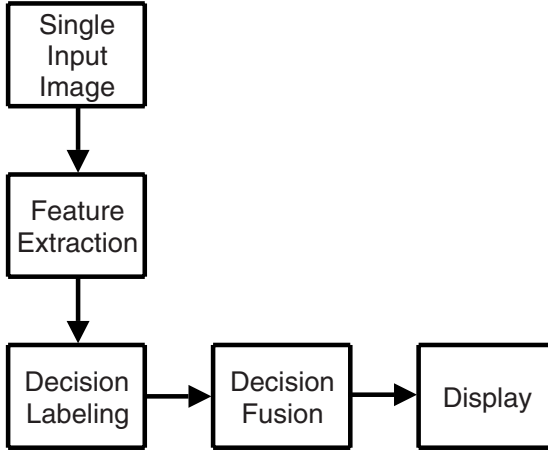 Single
Input
Image
Feature
Extraction
Decision
Labeling
Decision
Fusion
Display